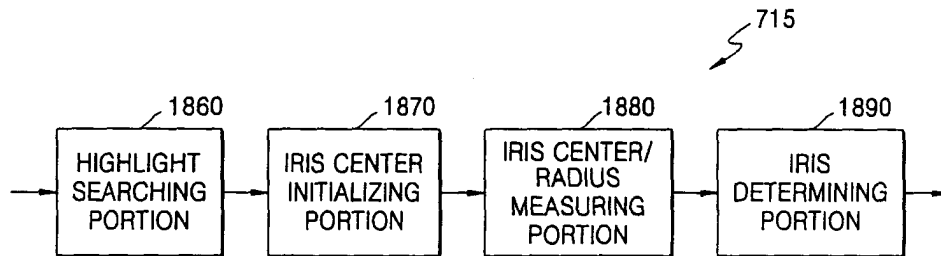 715
1860
1870
1880
1890
HIGHLIGHT
SEARCHING
PORTION
IRIS CENTER
INITIALIZING
PORTION
IRIS CENTER/
RADIUS
MEASURING
PORTION
IRIS
DETERMINING
PORTION